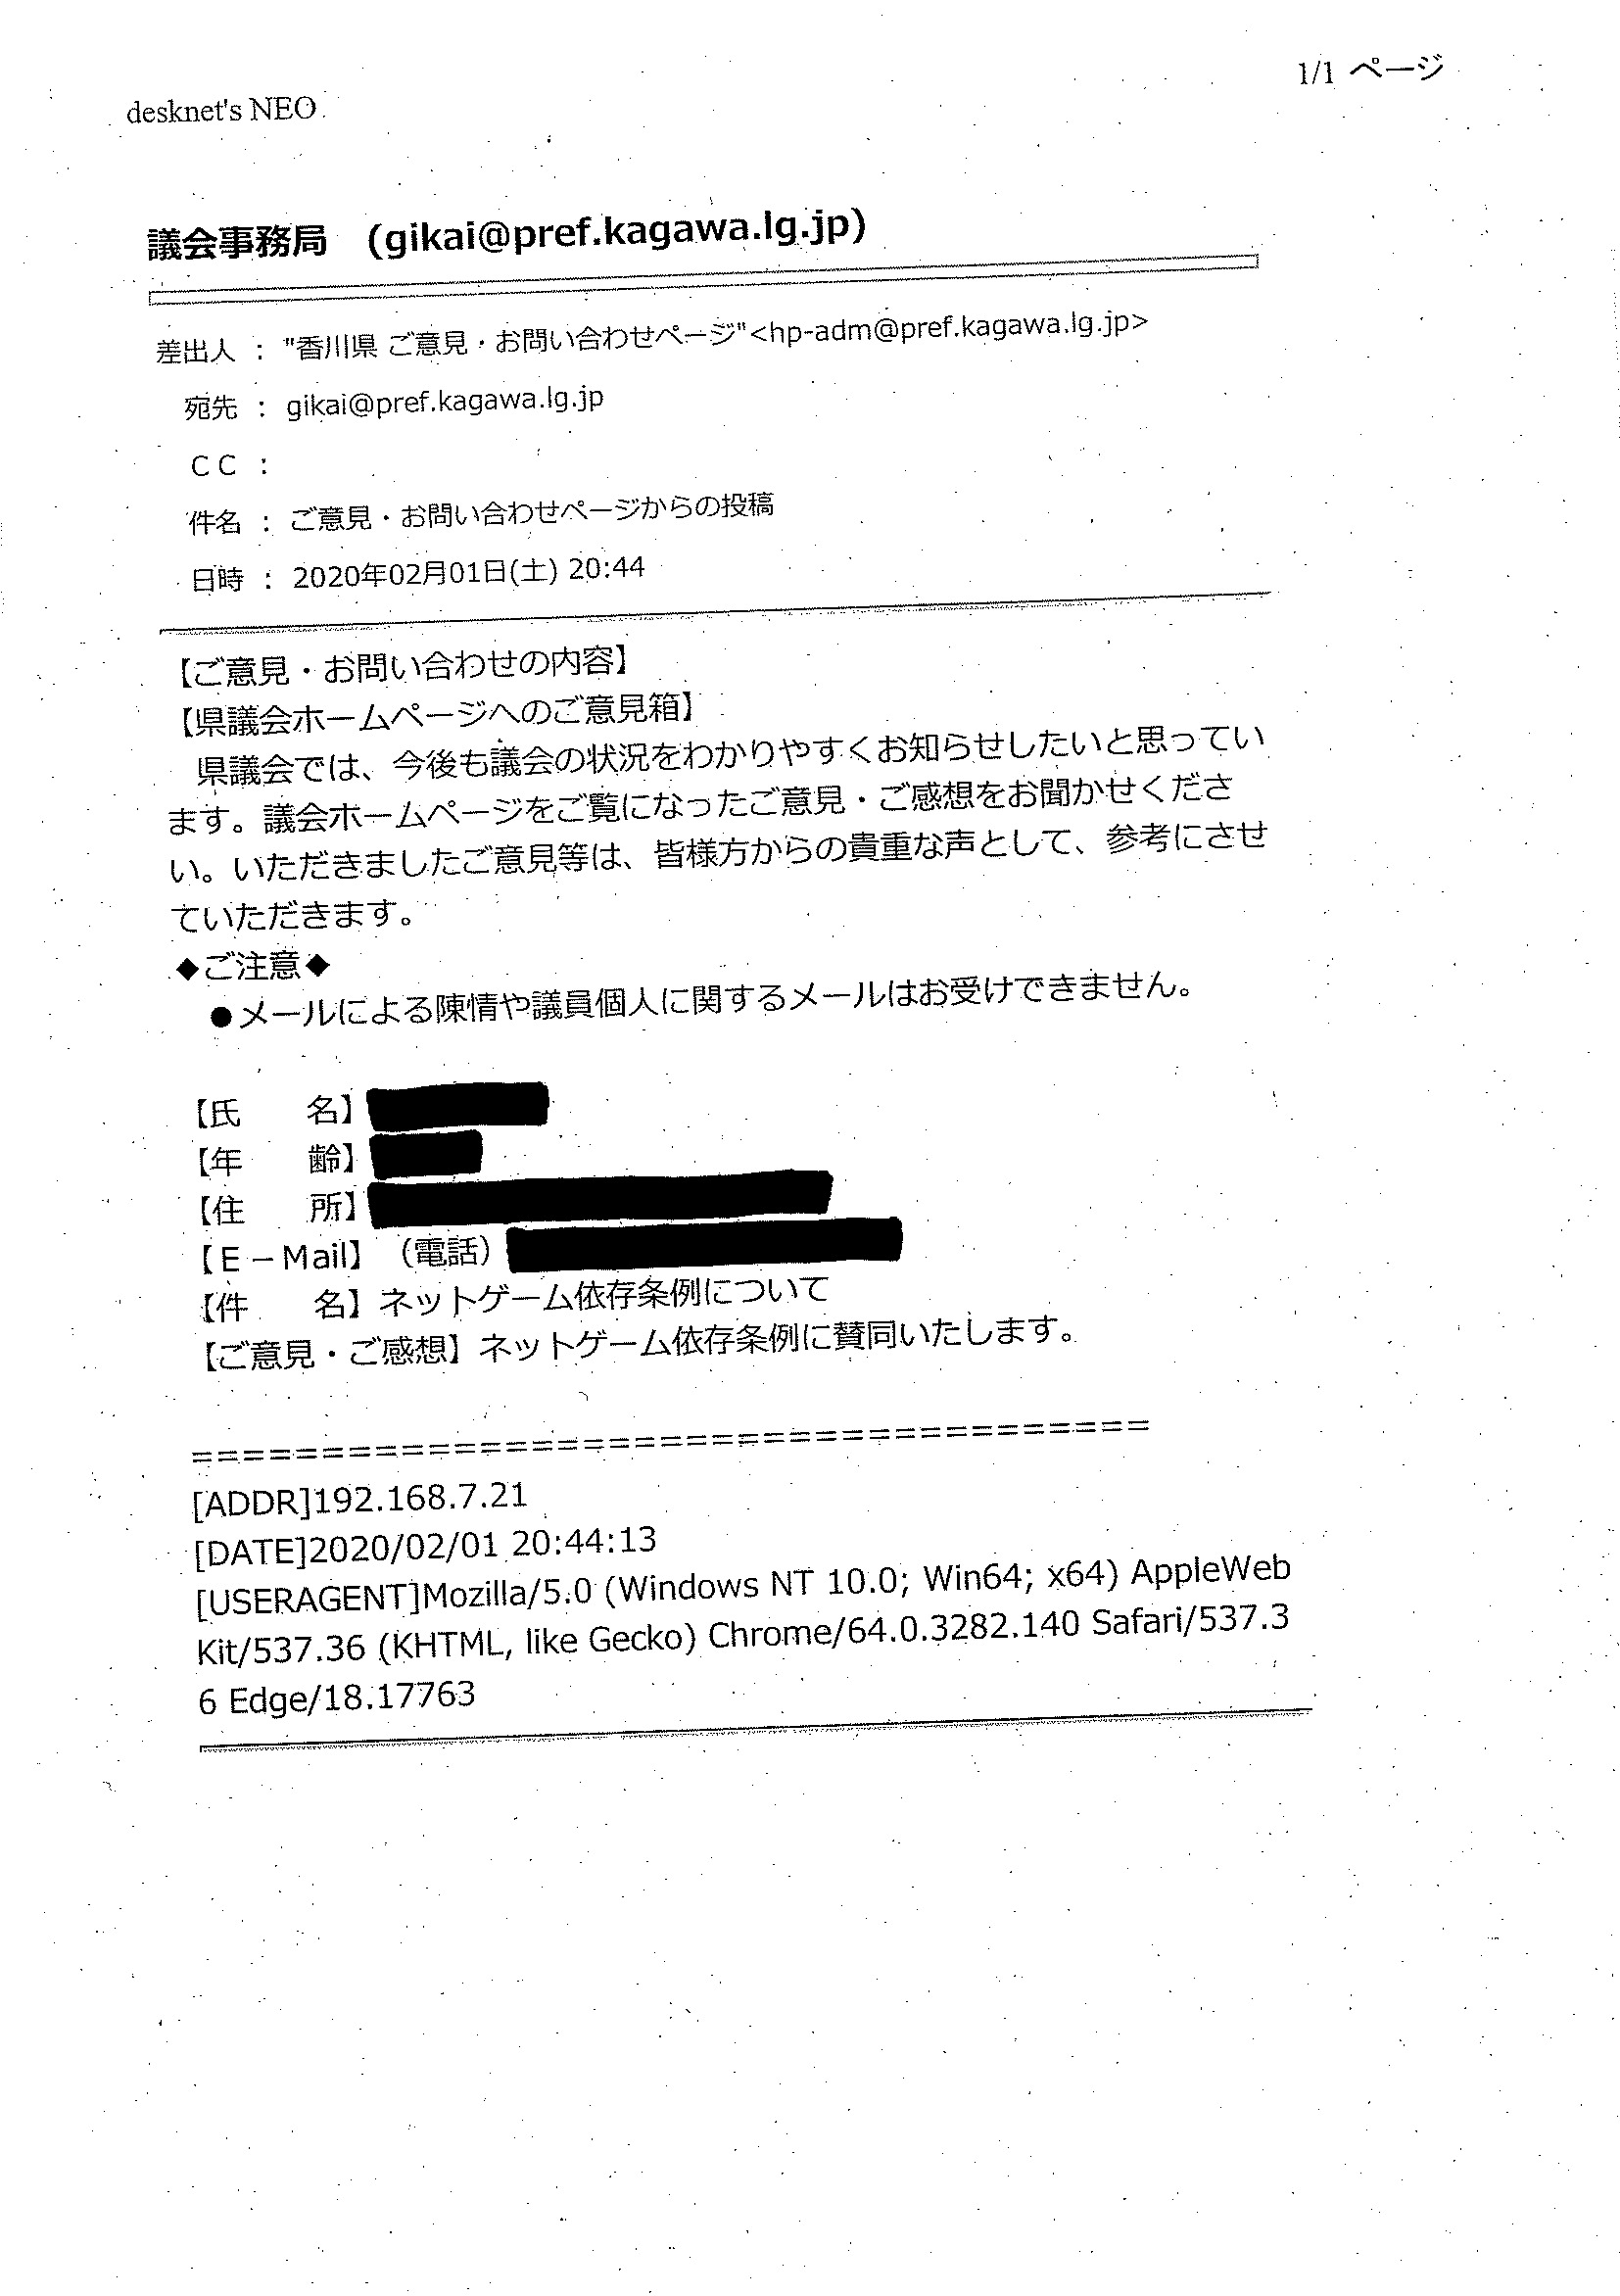 1/1 ページ
desknet's NEO
議会事務局 (gikai@pref.kagawa.lg.jp)
差出人 : "香川県 ご意見・お問い合わせページ"<hp-adm@pref.kagawa.lg.jp>
宛先 : gikai@pref.kagawa.lg.jp
CC :
件名 : ご意見・お問い合わせページからの投稿
日時 : 2020年02月01日(土) 20:44
【ご意見・お問い合わせの内容】
【県議会ホームページへのご意見箱】
県議会では、今後も議会の状況をわかりやすくお知らせしたいと思ってい
ます。議会ホームページをご覧になったご意見・ご感想をお聞かせくださ
い。いただきましたご意見等は、皆様方からの貴重な声として、参考にさせ
ていただきます。
◆ご注意◆
●メールによる陳情や議員個人に関するメールはお受けできません。
【氏　　名】
【年　　齢】
【住　　所】
【E－Mail】（電話）
【件　　名】ネットゲーム依存条例について
【ご意見・ご感想】ネットゲーム依存条例に賛同いたします。
=====================================
[ADDR]192.168.7.21
[DATE]2020/02/01 20:44:13
[USERAGENT]Mozilla/5.0 (Windows NT 10.0; Win64; x64) AppleWeb
Kit/537.36 (KHTML, like Gecko) Chrome/64.0.3282.140 Safari/537.3
6 Edge/18.17763